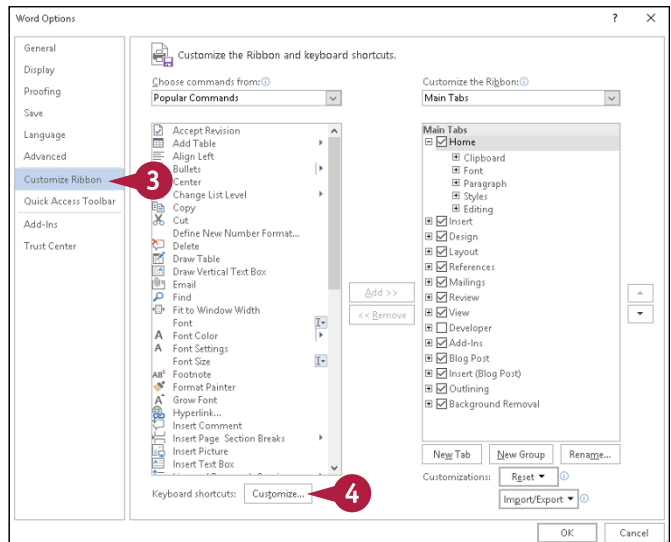 Word Options
? ×
General
Display
Proofing
Save
Language
Advanced
Customize Ribbon
Quick Access Toolbar
Add-Ins
Trust Center
3
Customize the Ribbon and keyboard shortcuts.
Choose commands from:
Popular Commands
Accept Revision
Add Table
Align Left
Bullets
Center
Change List Level
Copy
Cut
Define New Number Format...
Delete
Draw Table
Draw Vertical Text Box
Email
Find
Fit to Window Width
Font
Font Color
Font Settings
Font Size
Footnote
Format Painter
Grow Font
Hyperlink...
Insert Comment
Insert Page Section Breaks
Insert Picture
Insert Text Box
Keyboard shortcuts: Customize...
4
Add >>
<< Remove
Customize the Ribbon:
Main Tabs
Main Tabs
Home
Clipboard
Font
Paragraph
Styles
Editing
Insert
Design
Layout
References
Mailings
Review
View
Developer
Add-Ins
Blog Post
Insert (Blog Post)
Outlining
Background Removal
New Tab New Group Rename...
Customizations: Reset
Import/Export
OK Cancel